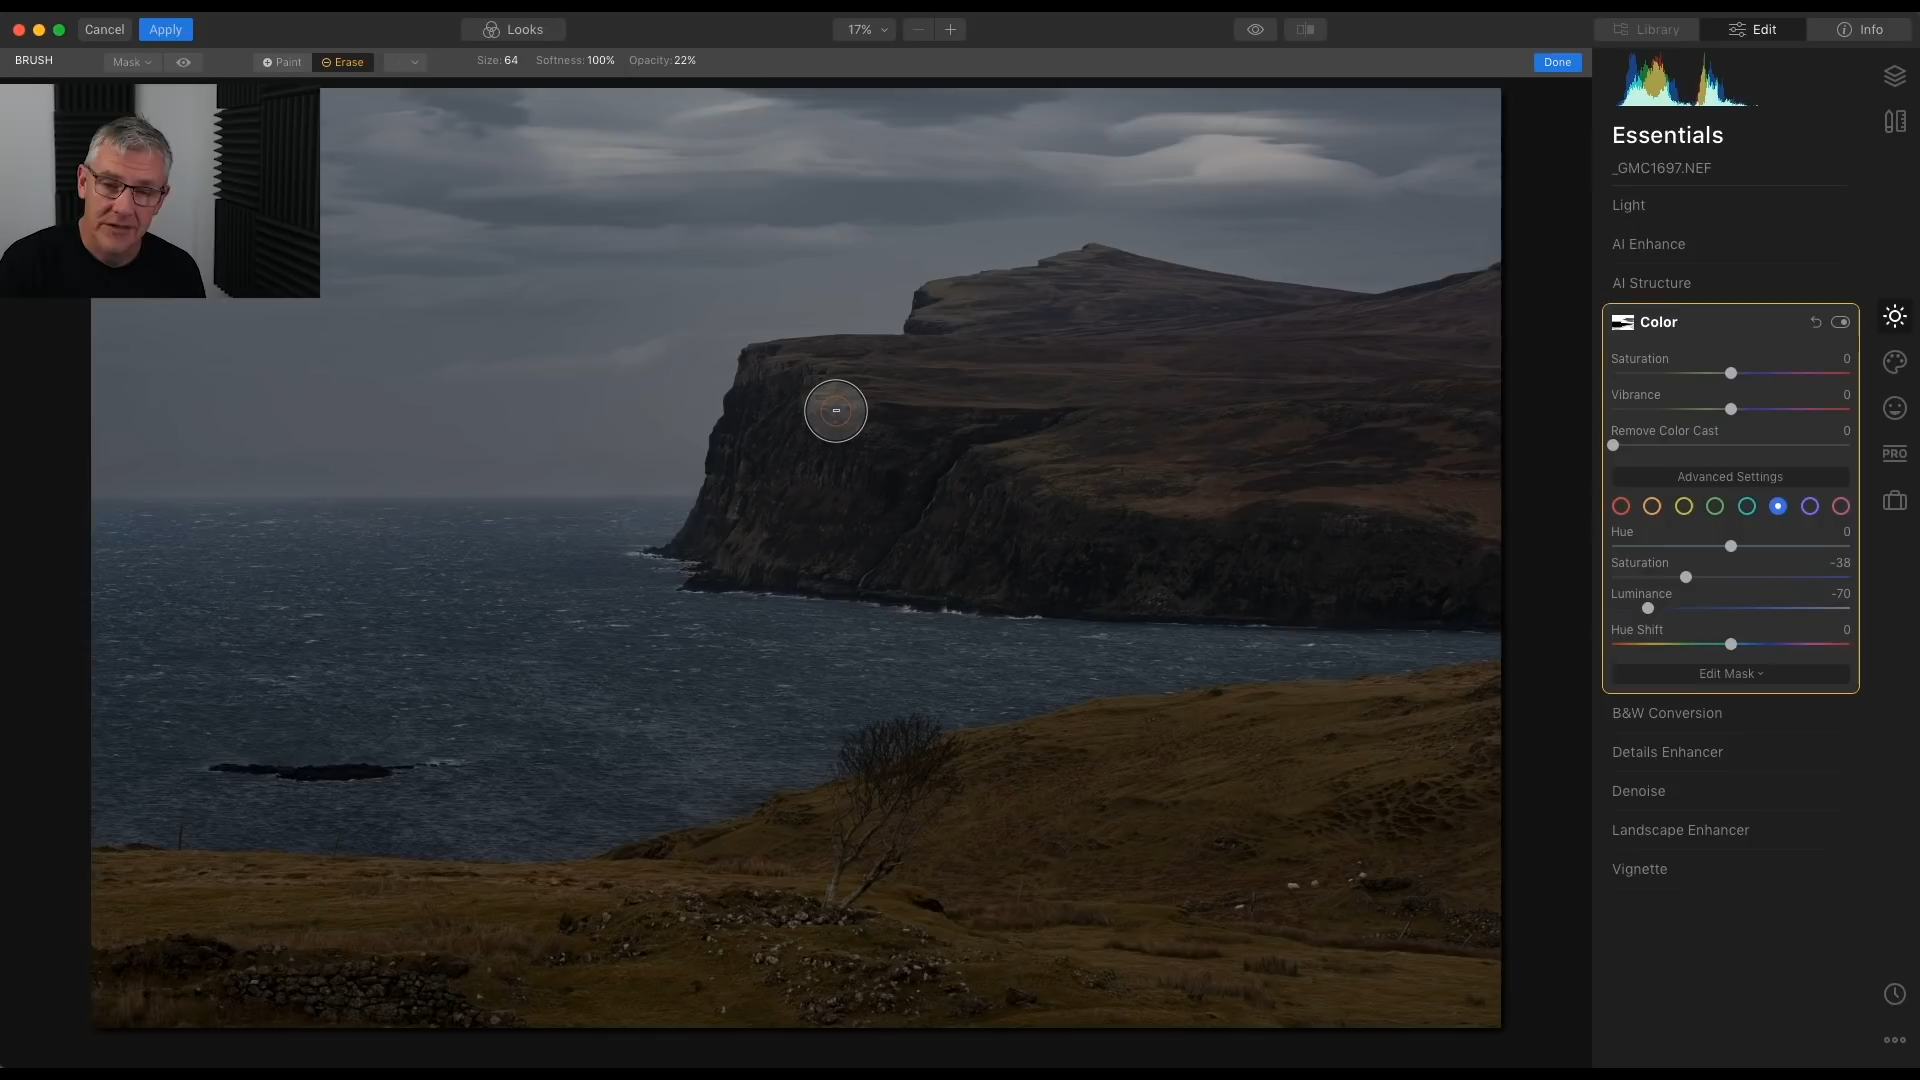 Cancel Apply Looks 17% Library Edit Info
BRUSH Mask Paint Erase Size: 64 Softness: 100% Opacity: 22% Done
Essentials
_GMC1697.NEF
Light
AI Enhance
AI Structure
Color
Saturation 0
Vibrance 0
Remove Color Cast 0
Advanced Settings
Hue 0
Saturation -38
Luminance -70
Hue Shift 0
Edit Mask
B&W Conversion
Details Enhancer
Denoise
Landscape Enhancer
Vignette
PRO